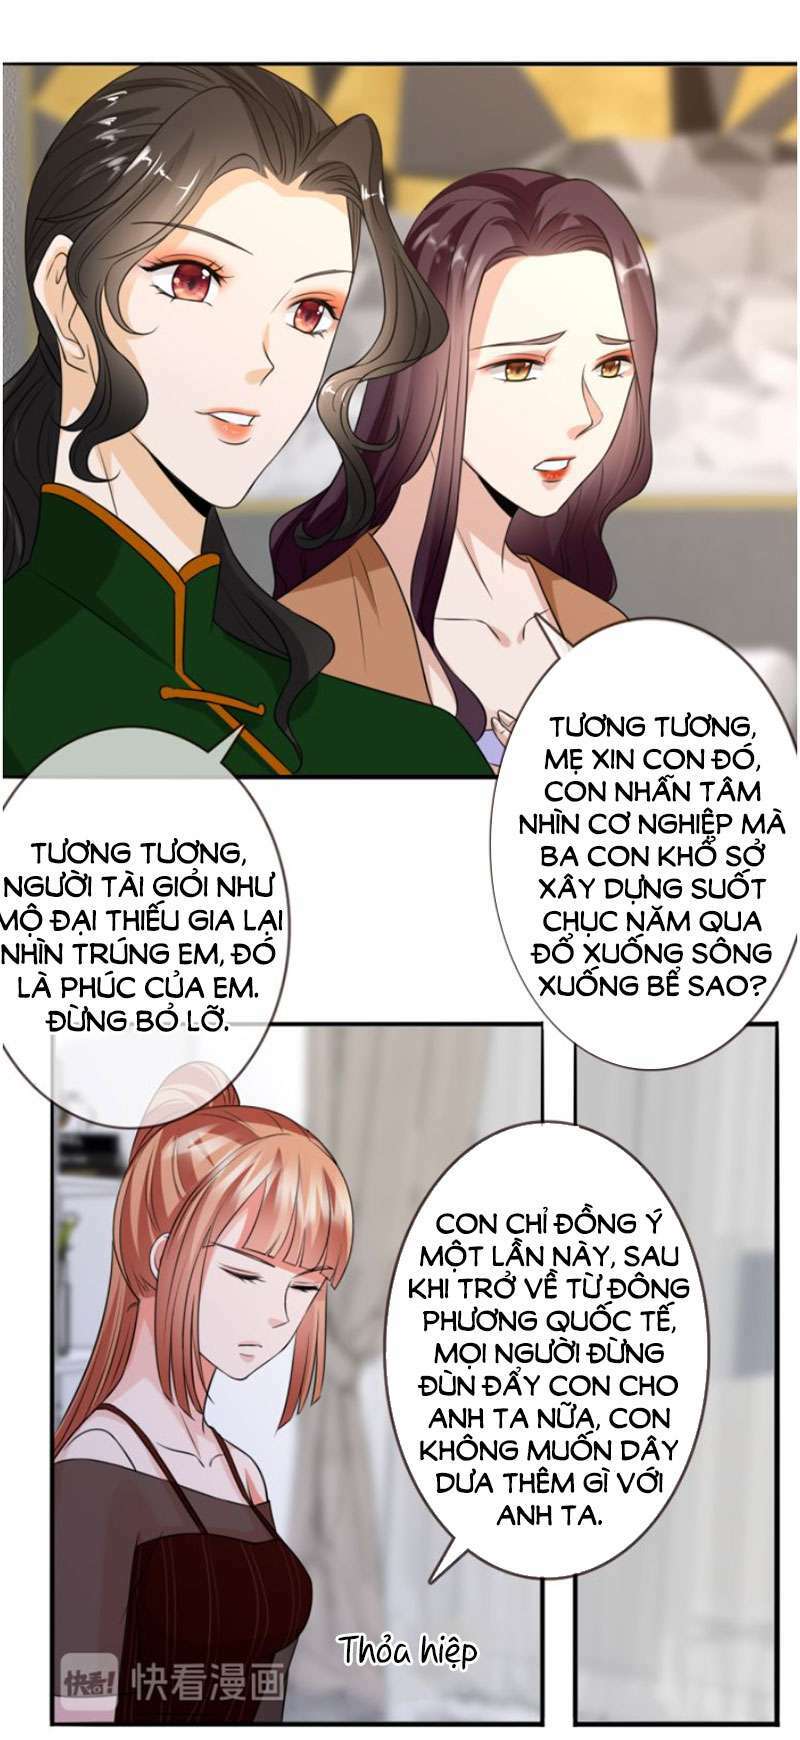 TƯƠNG TƯƠNG,
MẸ XIN CON ĐÓ,
CON NHẪN TÂM
NHÌN CƠ NGHIỆP MÀ
BA CON KHỔ SỞ
XÂY DỰNG SUỐT
CHỤC NĂM QUA
ĐỔ XUỐNG SÔNG
XUỐNG BỂ SAO?
TƯƠNG TƯƠNG,
NGƯỜI TÀI GIỎI NHƯ
MỘ ĐẠI THIẾU GIA LẠI
NHÌN TRÚNG EM, ĐÓ
LÀ PHÚC CỦA EM.
ĐỪNG BỎ LỠ.
CON CHỈ ĐỒNG Ý
MỘT LẦN NÀY, SAU
KHI TRỞ VỀ TỪ ĐÔNG
PHƯƠNG QUỐC TẾ,
MỌI NGƯỜI ĐỪNG
ĐÙN ĐẨY CON CHO
ANH TA NỮA, CON
KHÔNG MUỐN DÂY
DƯA THÊM GÌ VỚI
ANH TA.
Thỏa hiệp
快看! 快看漫画